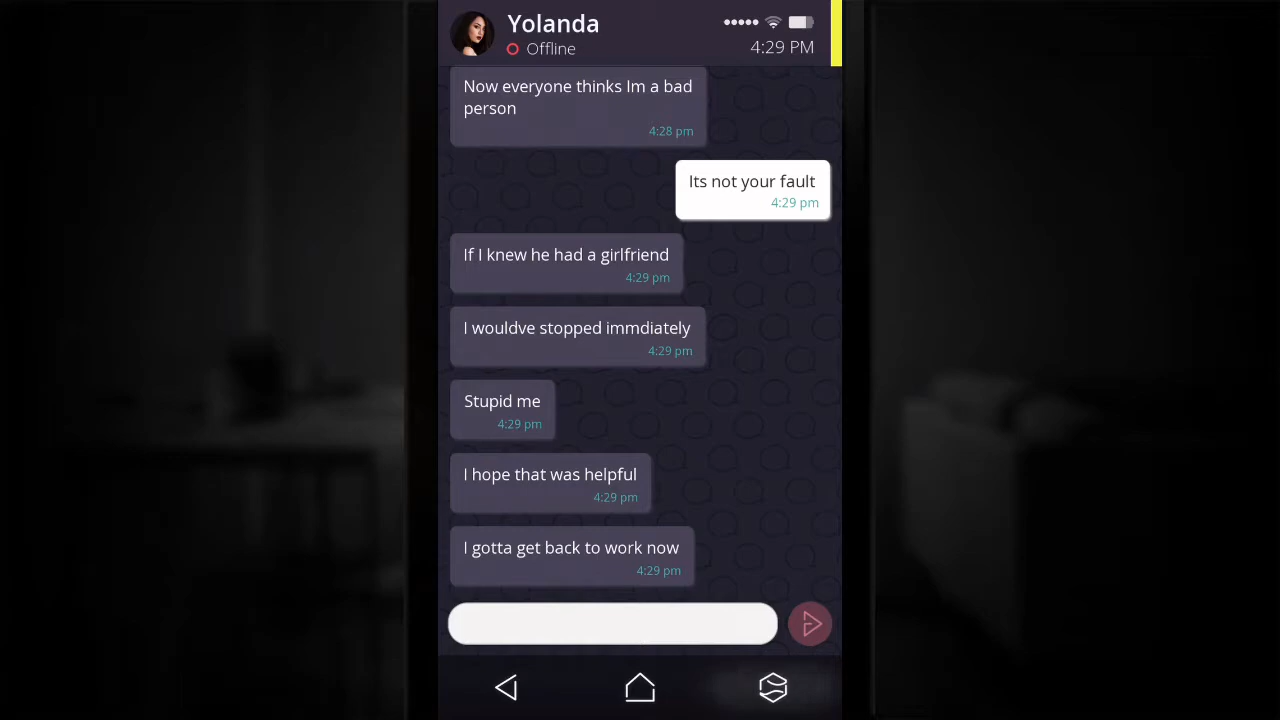 Yolanda
Offline
4:29 PM
Now everyone thinks Im a bad
person
4:28 pm
Its not your fault
4:29 pm
If I knew he had a girlfriend
4:29 pm
I wouldve stopped immdiately
4:29 pm
Stupid me
4:29 pm
I hope that was helpful
4:29 pm
I gotta get back to work now
4:29 pm